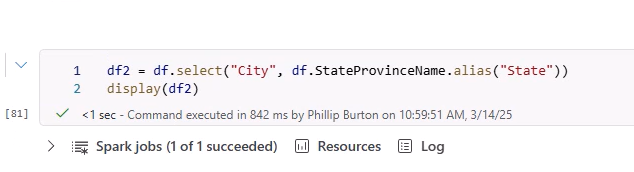 1 df2 = df.select("City", df.StateProvinceName.alias("State"))
2 display(df2)
[81] <1 sec - Command executed in 842 ms by Phillip Burton on 10:59:51 AM, 3/14/25
Spark jobs (1 of 1 succeeded) Resources Log